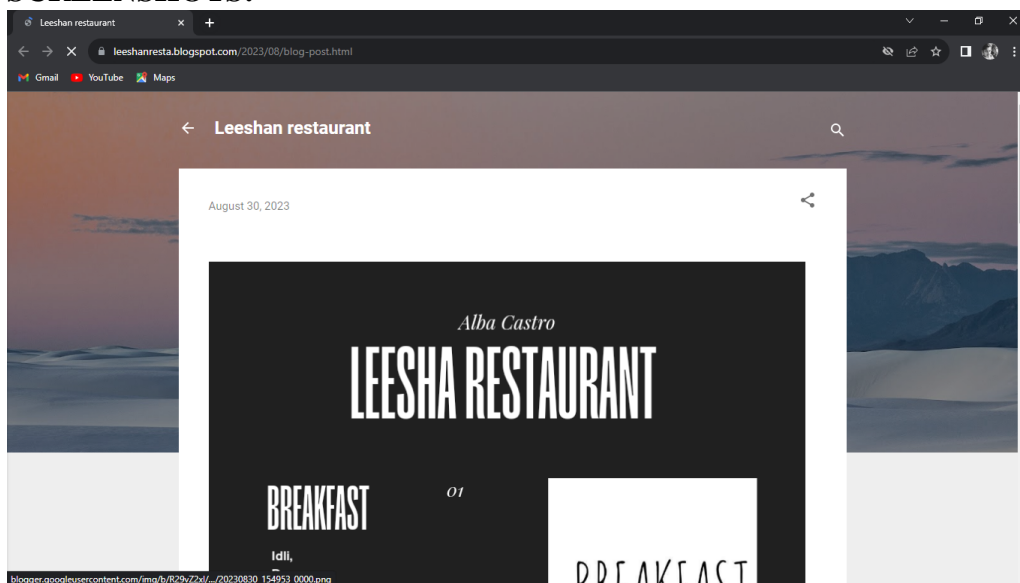 SCREENSHOTS:
Leeshan restaurant
leeshanresta.blogspot.com/2023/08/blog-post.html
Gmail YouTube Maps
Leeshan restaurant
August 30, 2023
Alba Castro
LEESHA RESTAURANT
BREAKFAST 01
Idli,
BREAKFAST
blogger.googleusercontent.com/img/b/R29vZ2xl/.../20230830_154953_0000.png